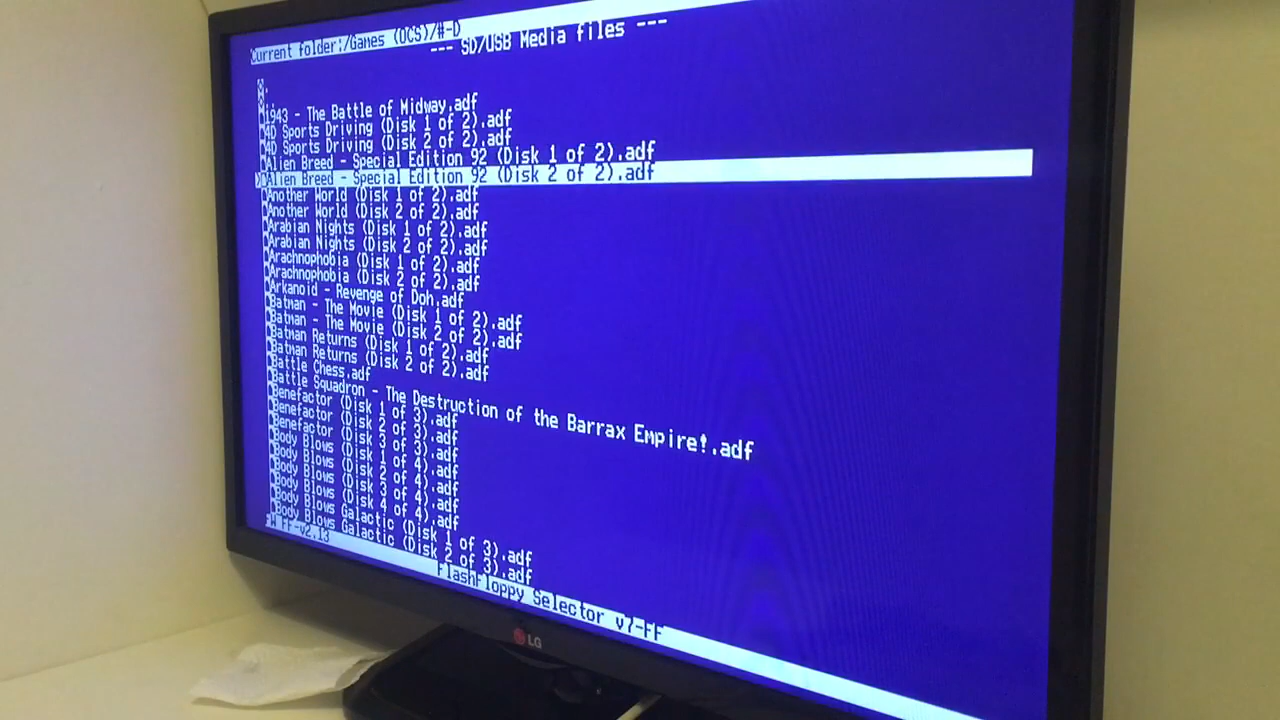 Current folder:/Games (OCS)/#-D
--- SD/USB Media files ---
.
..
1943 - The Battle of Midway.adf
4D Sports Driving (Disk 1 of 2).adf
4D Sports Driving (Disk 2 of 2).adf
Alien Breed - Special Edition 92 (Disk 1 of 2).adf
Alien Breed - Special Edition 92 (Disk 2 of 2).adf
Another World (Disk 1 of 2).adf
Another World (Disk 2 of 2).adf
Arabian Nights (Disk 1 of 2).adf
Arabian Nights (Disk 2 of 2).adf
Arachnophobia (Disk 1 of 2).adf
Arachnophobia (Disk 2 of 2).adf
Arkanoid - Revenge of Doh.adf
Batman - The Movie (Disk 1 of 2).adf
Batman - The Movie (Disk 2 of 2).adf
Batman Returns (Disk 1 of 2).adf
Batman Returns (Disk 2 of 2).adf
Battle Chess.adf
Battle Squadron - The Destruction of the Barrax Empire!.adf
Benefactor (Disk 1 of 3).adf
Benefactor (Disk 2 of 3).adf
Benefactor (Disk 3 of 3).adf
Body Blows (Disk 1 of 4).adf
Body Blows (Disk 2 of 4).adf
Body Blows (Disk 3 of 4).adf
Body Blows (Disk 4 of 4).adf
Body Blows Galactic (Disk 1 of 3).adf
Body Blows Galactic (Disk 2 of 3).adf
FW FF-v2.13
FlashFloppy Selector v7-FF
LG